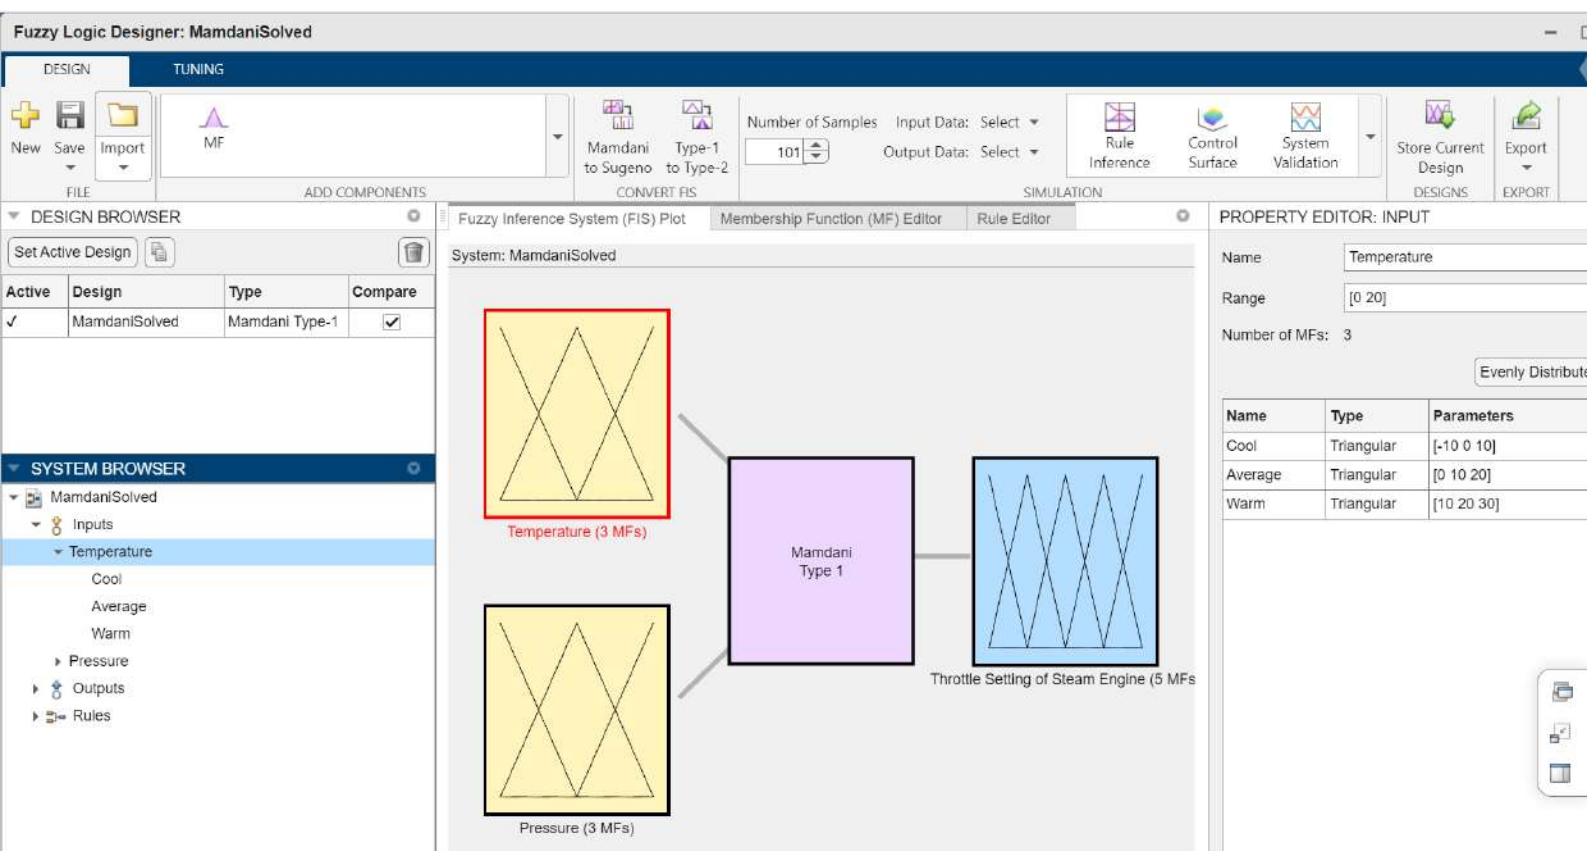 Fuzzy Logic Designer: MamdaniSolved
DESIGN TUNING
New Save Import
FILE
MF
ADD COMPONENTS
Mamdani to Sugeno
Type-1 to Type-2
CONVERT FIS
Number of Samples Input Data: Select
101 Output Data: Select
Rule Inference
Control Surface
System Validation
SIMULATION
Store Current Design
DESIGNS
Export
EXPORT
DESIGN BROWSER
Set Active Design
Active Design Type Compare
MamdaniSolved Mamdani Type-1
SYSTEM BROWSER
MamdaniSolved
Inputs
Temperature
Cool
Average
Warm
Pressure
Outputs
Rules
Fuzzy Inference System (FIS) Plot Membership Function (MF) Editor Rule Editor
System: MamdaniSolved
Temperature (3 MFs)
Mamdani
Type 1
Throttle Setting of Steam Engine (5 MFs
Pressure (3 MFs)
PROPERTY EDITOR: INPUT
Name Temperature
Range [0 20]
Number of MFs: 3
Evenly Distribute
Name Type Parameters
Cool Triangular [-10 0 10]
Average Triangular [0 10 20]
Warm Triangular [10 20 30]